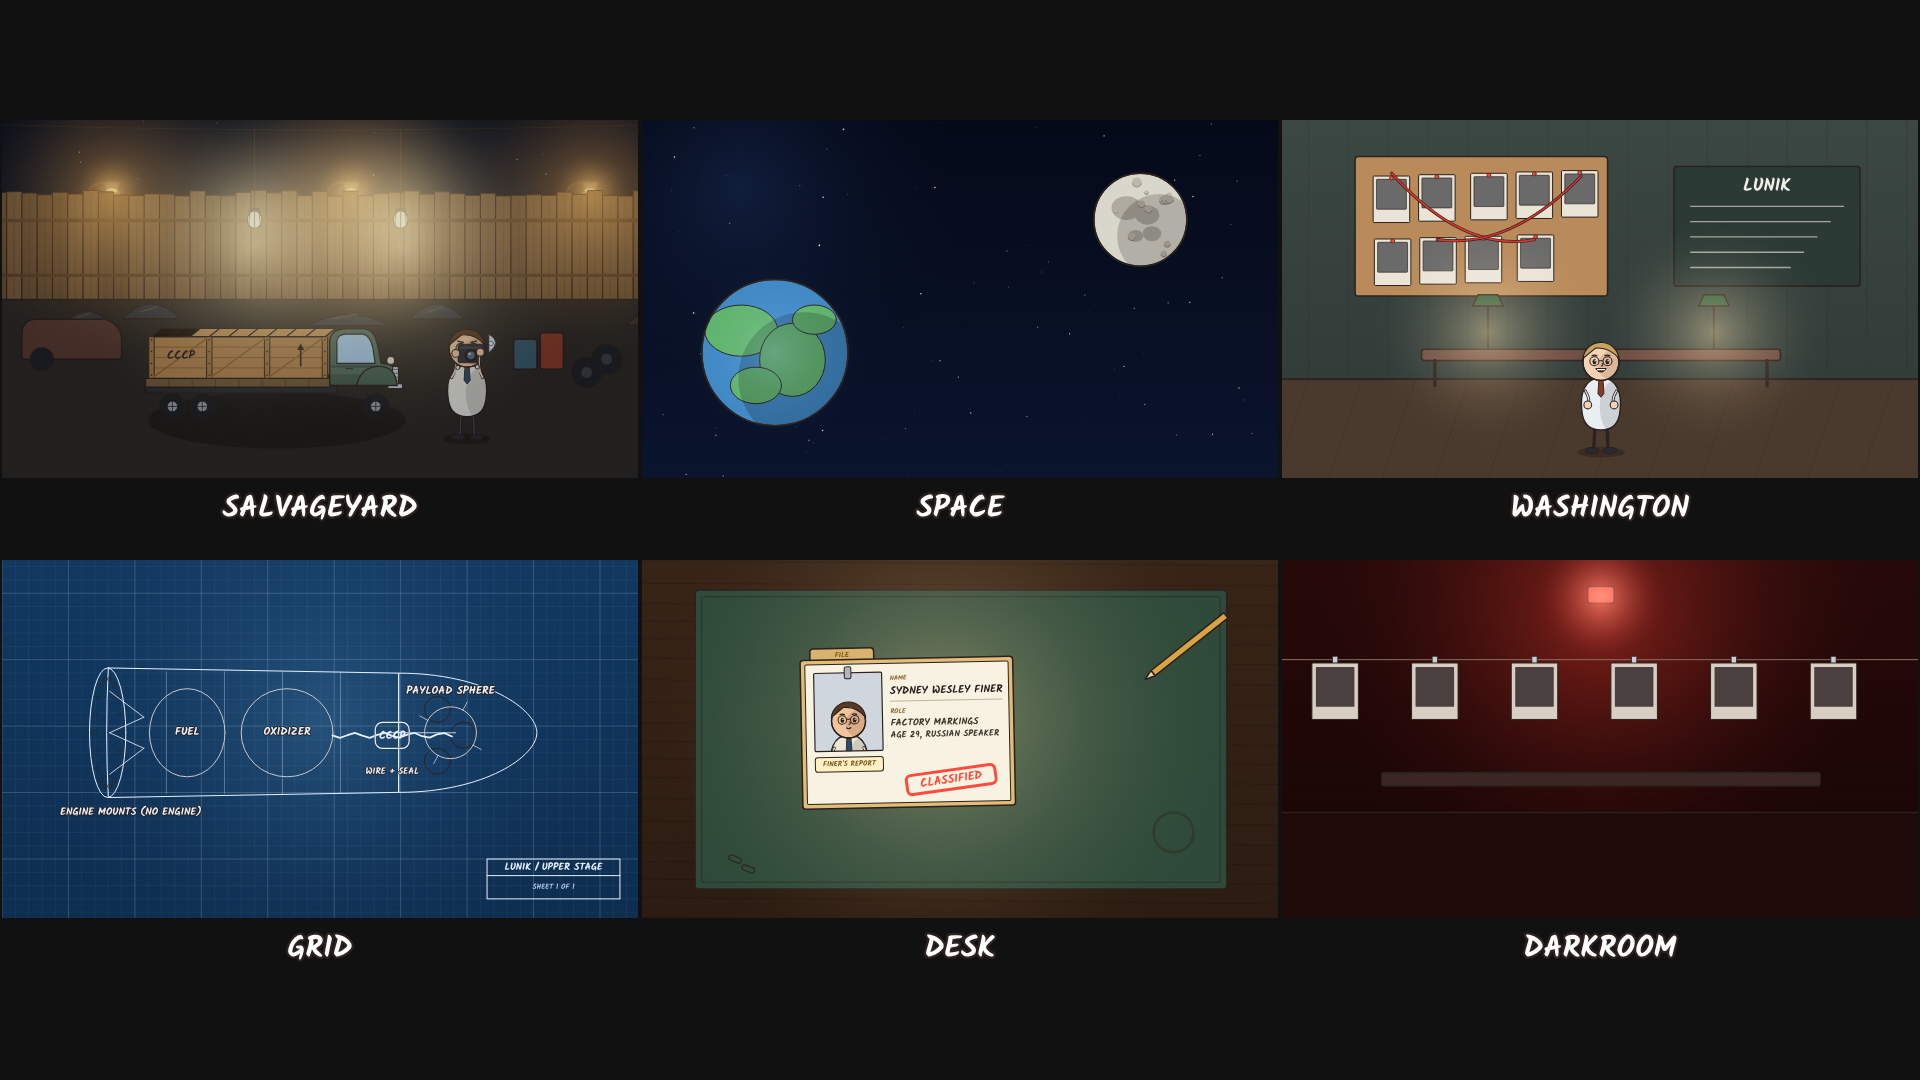 CCCP
LUNIK
SALVAGEYARD
SPACE
WASHINGTON
PAYLOAD SPHERE
FUEL
OXIDIZER
CCCP
WIRE + SEAL
ENGINE MOUNTS (NO ENGINE)
LUNIK / UPPER STAGE
SHEET 1 OF 1
FILE
NAME
SYDNEY WESLEY FINER
ROLE
FACTORY MARKINGS
AGE 29, RUSSIAN SPEAKER
FINER'S REPORT
CLASSIFIED
GRID
DESK
DARKROOM